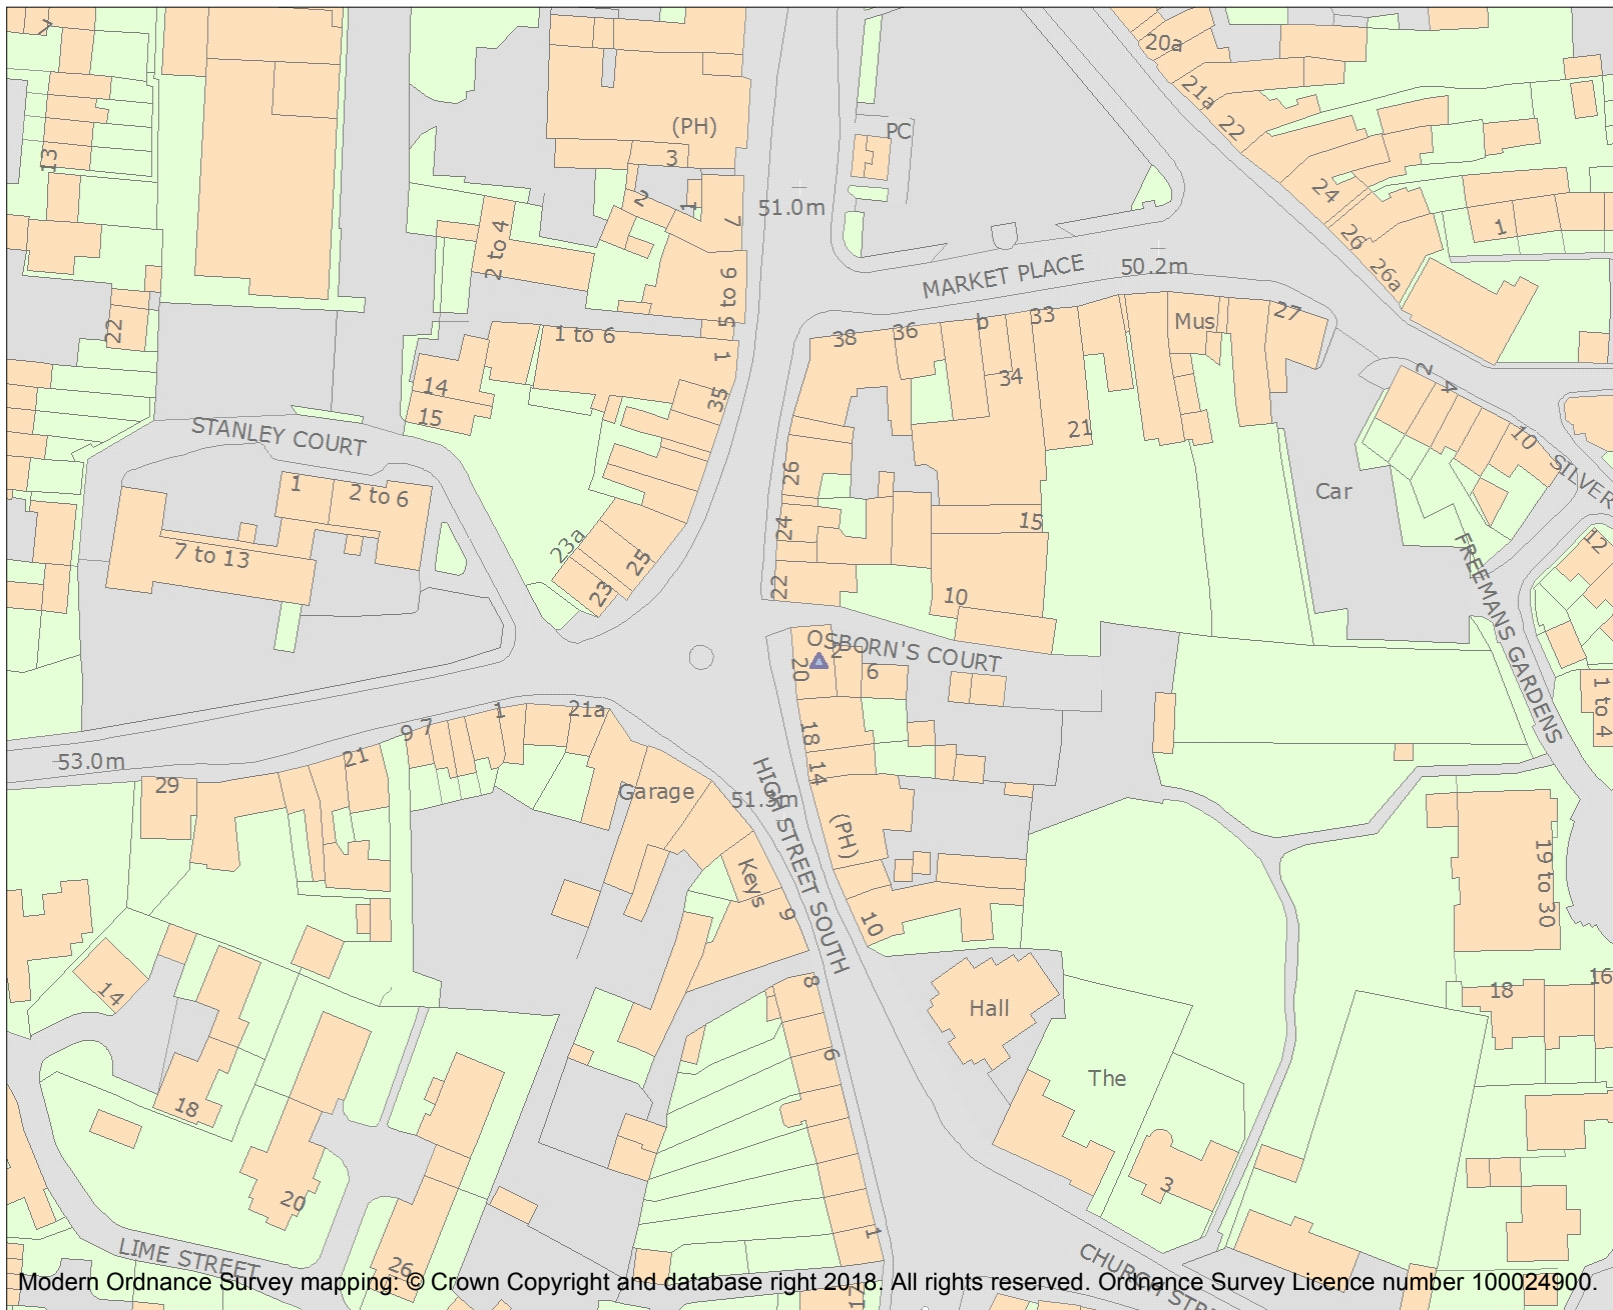 7
20a
21a
22
(PH)
PC
3
13
24
2
1
51.0m
7
1
26
2 to 4
MARKET PLACE
50.2m
26a
5 to 6
22
1 to 6
38
36
b
33
Mus
27
1
34
2
4
14
35
15
21
10
STANLEY COURT
26
SILVER
1
2 to 6
Car
24
15
23a
7 to 13
25
12
22
23
10
FREEMANS GARDENS
OSBORN'S COURT
2
20
6
1 to 4
21a
1
9
7
18
21
53.0m
14
29
Garage
51.3m
HIGH STREET SOUTH
(PH)
19 to 30
Keys
9
10
14
8
18
16
Hall
6
The
18
3
20
1
LIME STREET
26
CHURCH STR
Modern Ordnance Survey mapping: © Crown Copyright and database right 2018. All rights reserved. Ordnance Survey Licence number 100024900.